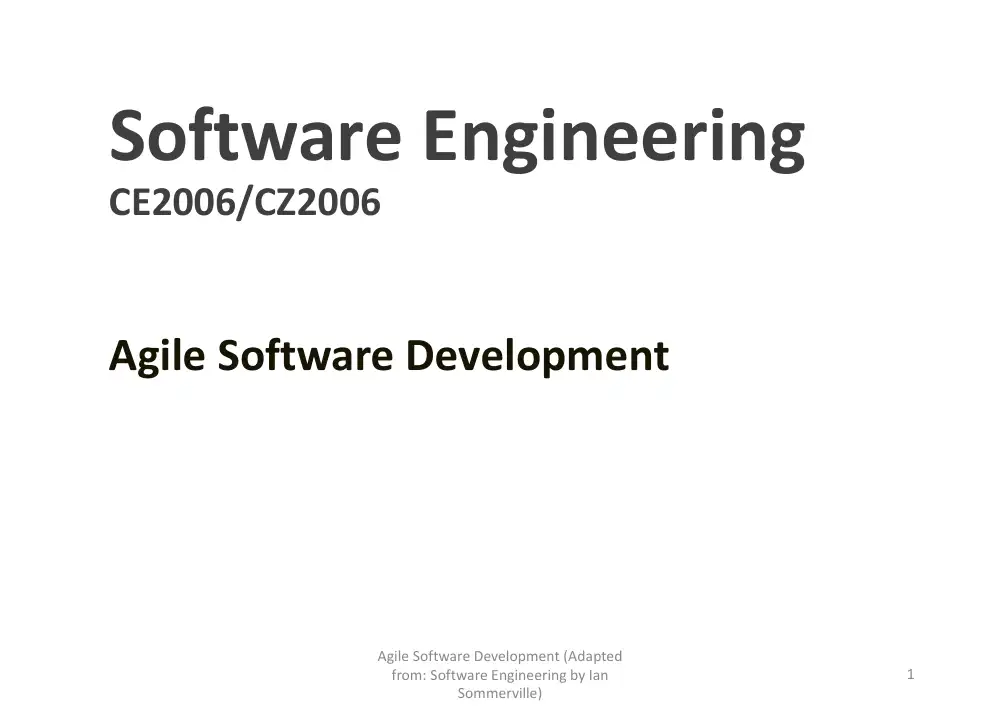 Software Engineering
CE2006/CZ2006
Agile Software Development
Agile Software Development (Adapted
from: Software Engineering by Ian
Sommerville)
1